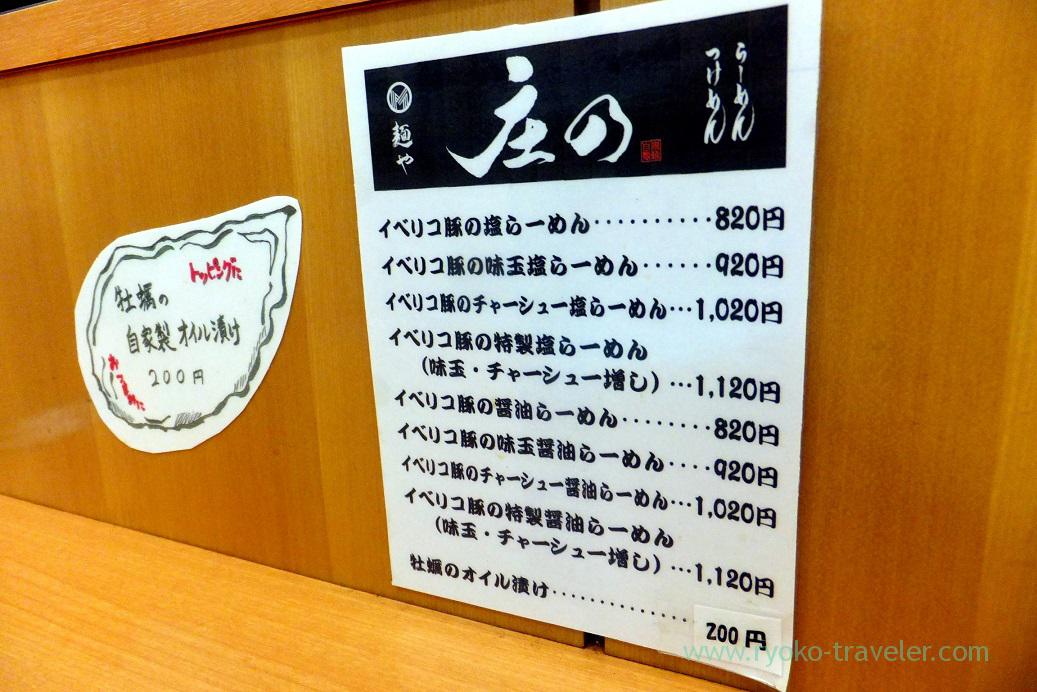 トッピングに
牡蠣の
自家製オイル漬け
200円
麺や
庄の
らーめん
つけめん
イベリコ豚の塩らーめん・・・・・・・・・・820円
イベリコ豚の味玉塩らーめん・・・・・920円
イベリコ豚のチャーシュー塩らーめん・・・1,020円
イベリコ豚の特製塩らーめん
(味玉・チャーシュー増し)・・・1,120円
イベリコ豚の醤油らーめん・・・・・・・・820円
イベリコ豚の味玉醤油らーめん・・・・920円
イベリコ豚のチャーシュー醤油らーめん・・・1,020円
イベリコ豚の特製醤油らーめん
(味玉・チャーシュー増し)・・・1,120円
牡蠣のオイル漬け・・・・・・・・・・・・・・
200円
www.ryoko-traveler.com